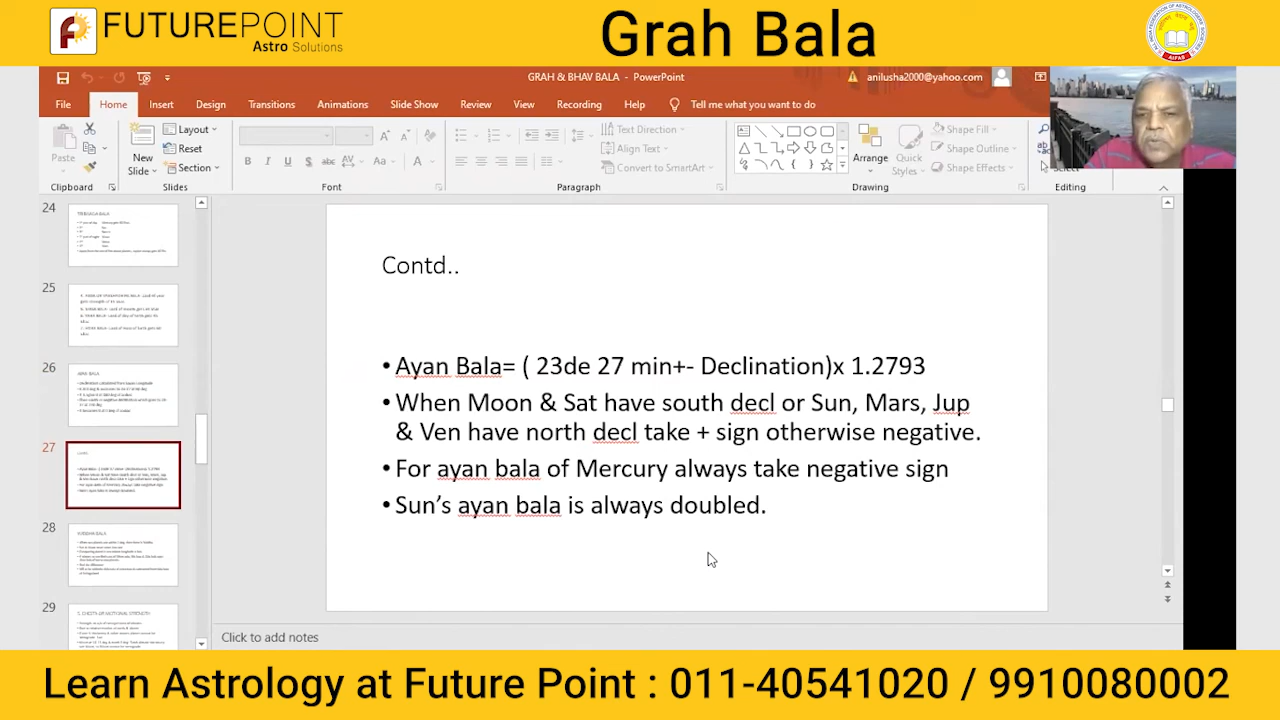 FUTUREPOINT
Astro Solutions
Grah Bala
AIFAS
GRAH & BHAV BALA - PowerPoint
anilusha2000@yahoo.com
File Home Insert Design Transitions Animations Slide Show Review View Recording Help Tell me what you want to do
Paste
New Slide
Layout
Reset
Section
B I U S abc AV Aa A
Text Direction
Align Text
Convert to SmartArt
Arrange
Quick Styles
Shape Fill
Shape Outline
Shape Effects
Select
Clipboard Slides Font Paragraph Drawing Editing
24
25
26
27
28
29
Contd..
•Ayan Bala= ( 23de 27 min+- Declination)x 1.2793
•When Moon & Sat have south decl or Sun, Mars, Jup
& Ven have north decl take + sign otherwise negative.
•For ayan bala of Mercury always take negative sign
•Sun's ayan bala is always doubled.
Click to add notes
Learn Astrology at Future Point : 011-40541020 / 9910080002